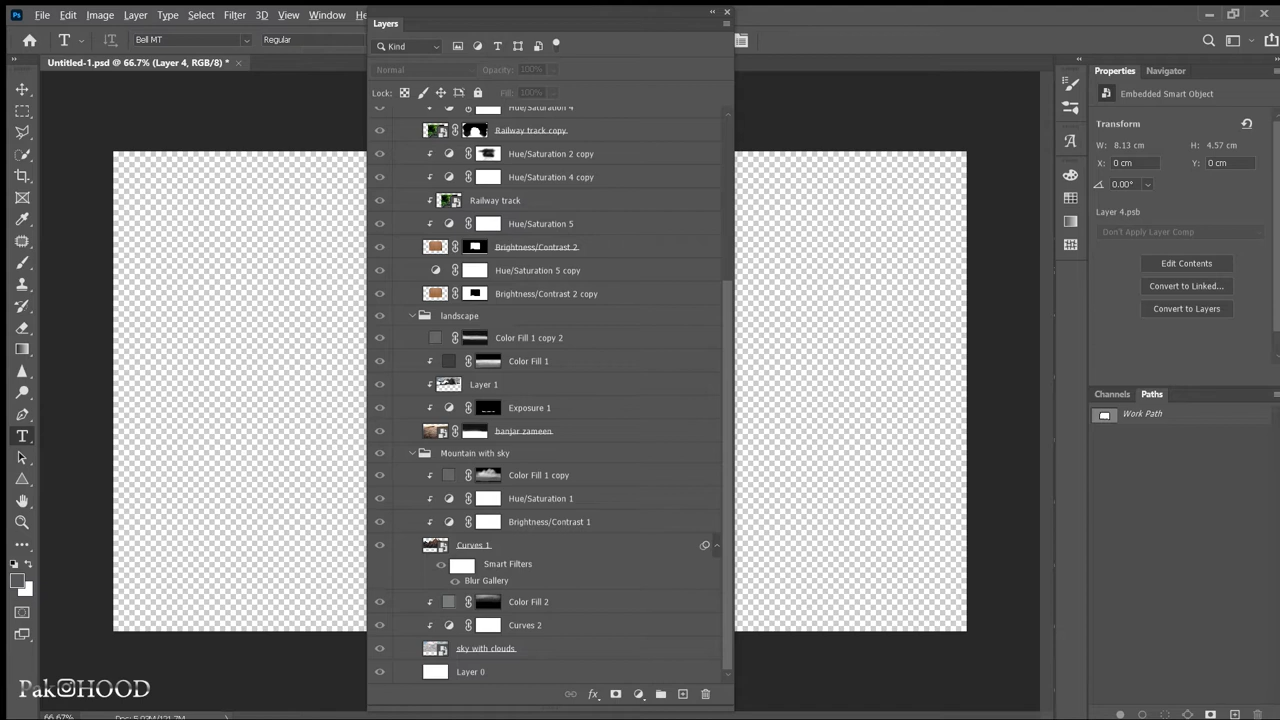 Ps File Edit Image Layer Type Select Filter 3D View Window
T Bell MT Regular
Untitled-1.psd @ 66.7% (Layer 4, RGB/8) *
Layers
Kind
Normal Opacity: 100%
Lock: Fill: 100%
Hue/Saturation 4
Railway track copy
Hue/Saturation 2 copy
Hue/Saturation 4 copy
Railway track
Hue/Saturation 5
Brightness/Contrast 2
Hue/Saturation 5 copy
Brightness/Contrast 2 copy
landscape
Color Fill 1 copy 2
Color Fill 1
Layer 1
Exposure 1
banjar zameen
Mountain with sky
Color Fill 1 copy
Hue/Saturation 1
Brightness/Contrast 1
Curves 1
Smart Filters
Blur Gallery
Color Fill 2
Curves 2
sky with clouds
Layer 0
fx
Properties Navigator
Embedded Smart Object
Transform
W: 8.13 cm H: 4.57 cm
X: 0 cm Y: 0 cm
0.00°
Layer 4.psb
Don't Apply Layer Comp
Edit Contents
Convert to Linked...
Convert to Layers
Channels Paths
Work Path
Pak HOOD
66.67%